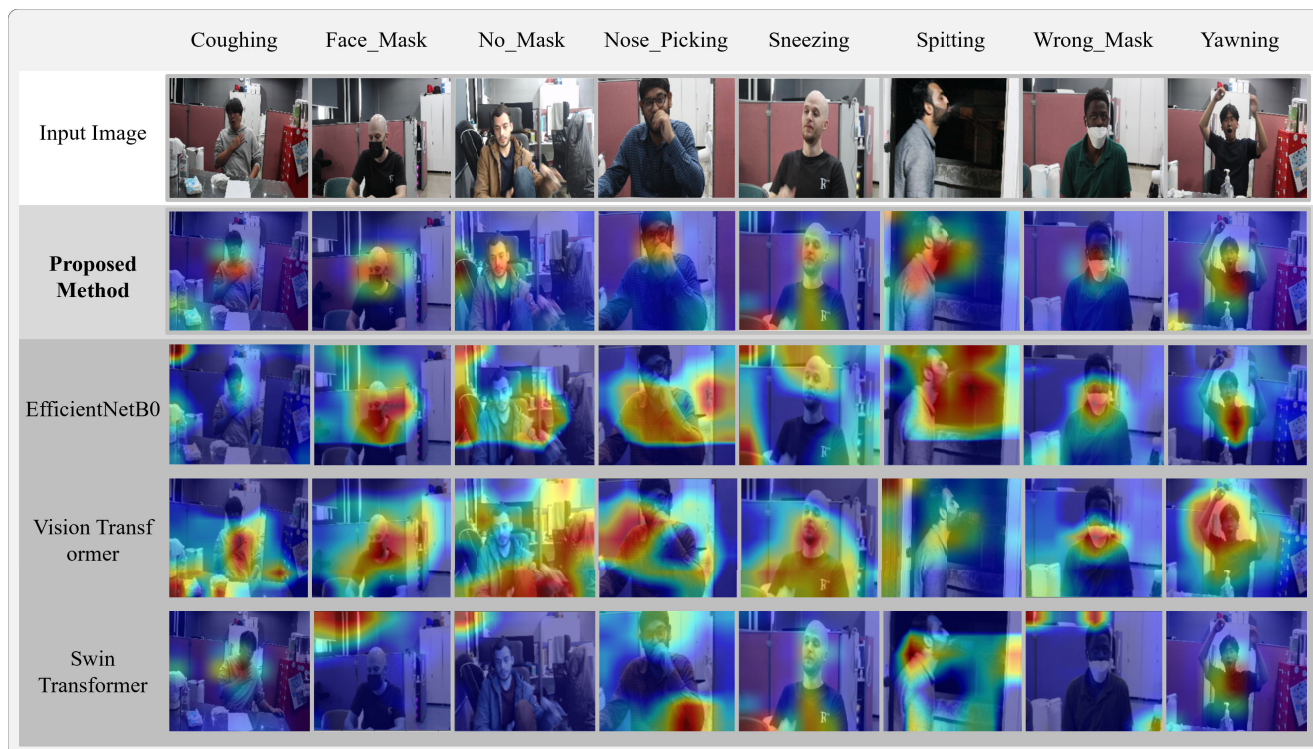 Coughing Face_Mask No_Mask Nose_Picking Sneezing Spitting Wrong_Mask Yawning
Input Image
Proposed
Method
EfficientNetB0
Vision Transf
ormer
Swin
Transformer